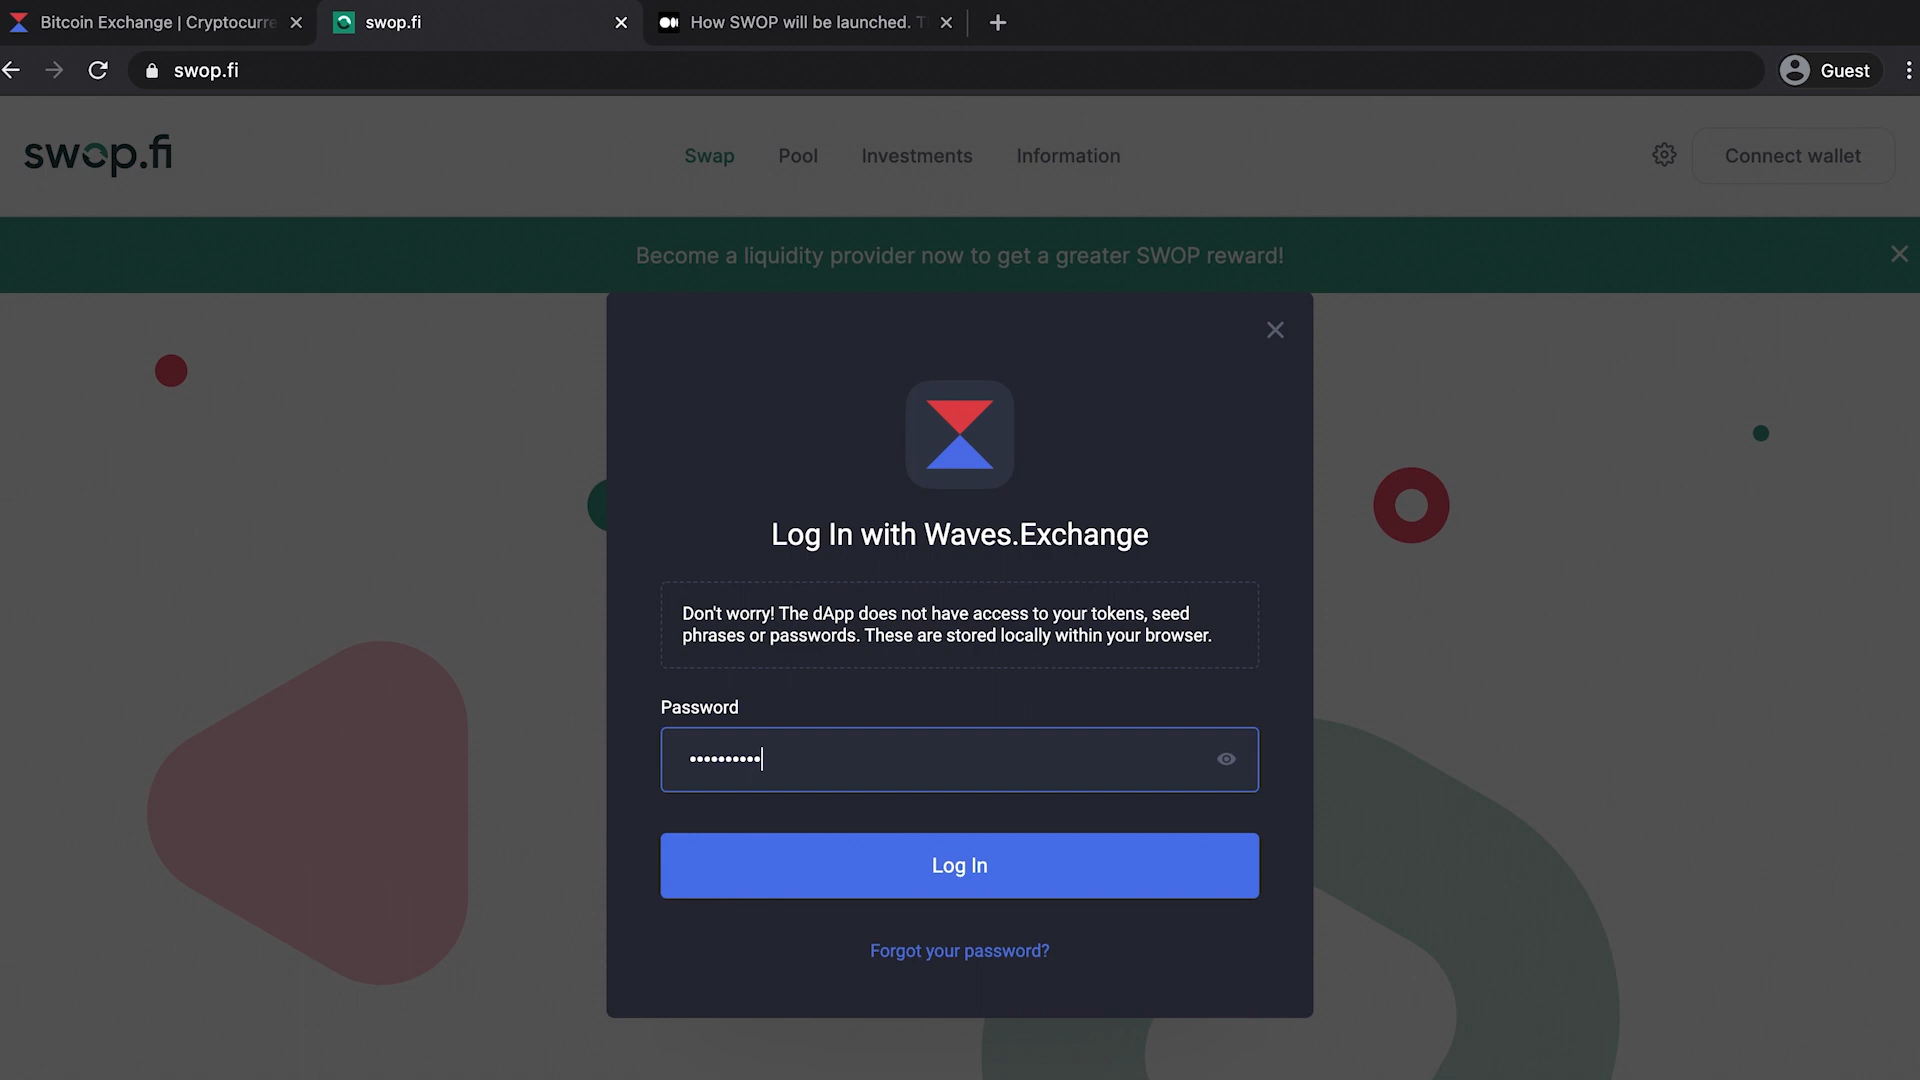 Bitcoin Exchange | Cryptocurre
swop.fi
How SWOP will be launched. T
swop.fi
Guest
swop.fi
Swap
Pool
Investments
Information
Connect wallet
Become a liquidity provider now to get a greater SWOP reward!
Log In with Waves.Exchange
Don't worry! The dApp does not have access to your tokens, seed
phrases or passwords. These are stored locally within your browser.
Password
••••••••••
Log In
Forgot your password?